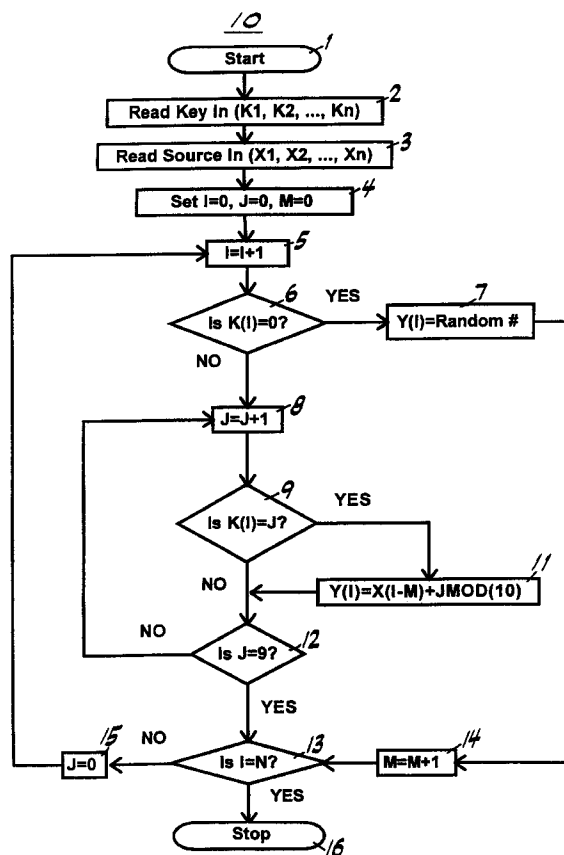 10
Start 1
Read Key In (K1, K2, ..., Kn) 2
Read Source In (X1, X2, ..., Xn) 3
Set I=0, J=0, M=0 4
I=I+1 5
Is K(I)=0? 6
YES
Y(I)=Random # 7
NO
J=J+1 8
Is K(I)=J? 9
YES
NO
Y(I)=X(I-M)+JMOD(10) 11
Is J=9? 12
NO
YES
Is I=N? 13
NO
J=0 15
M=M+1 14
YES
Stop 16